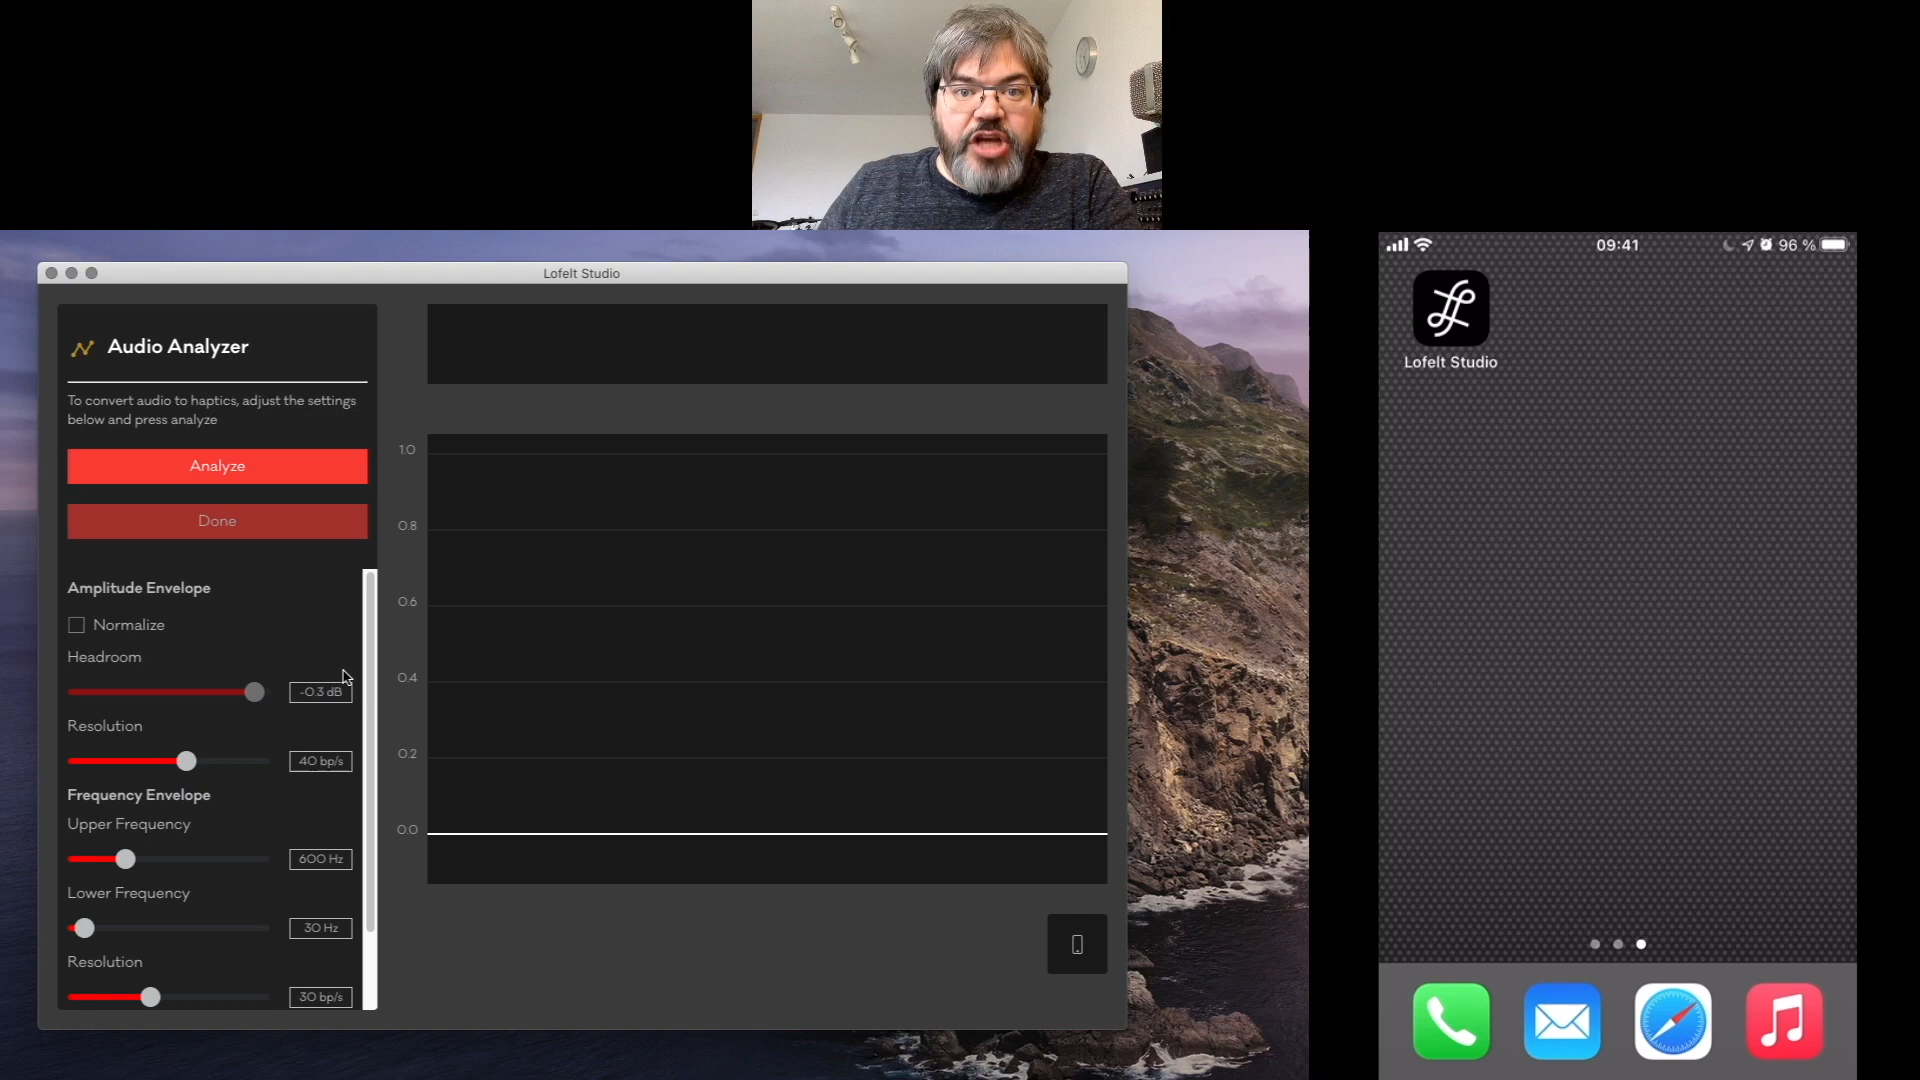 Lofelt Studio
Audio Analyzer
To convert audio to haptics, adjust the settings
below and press analyze
Analyze
Done
Amplitude Envelope
Normalize
Headroom
-0.3 dB
Resolution
40 bp/s
Frequency Envelope
Upper Frequency
600 Hz
Lower Frequency
30 Hz
Resolution
30 bp/s
1.0
0.8
0.6
0.4
0.2
0.0
09:41
96 %
Lofelt Studio